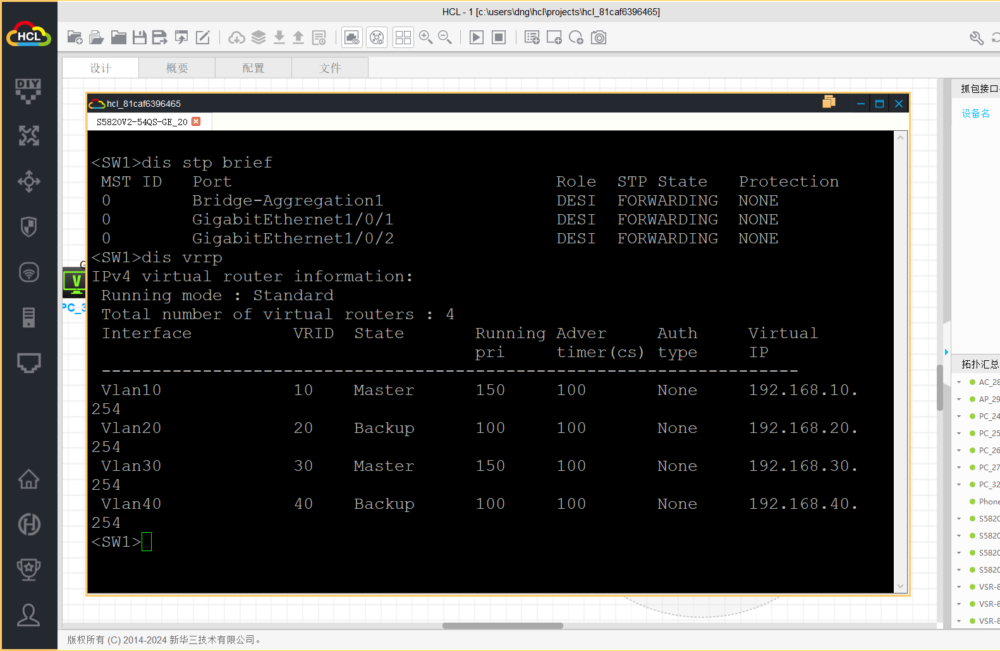 HCL - 1 [c:\users\dng\hcl\projects\hcl_81caf6396465]
HCL
DIY
设计
概要
配置
文件
抓包接口
设备名
hcl_81caf6396465
S5820V2-54QS-GE_20
<SW1>dis stp brief
MST ID Port Role STP State Protection
0 Bridge-Aggregation1 DESI FORWARDING NONE
0 GigabitEthernet1/0/1 DESI FORWARDING NONE
0 GigabitEthernet1/0/2 DESI FORWARDING NONE
<SW1>dis vrrp
IPv4 virtual router information:
Running mode : Standard
Total number of virtual routers : 4
Interface VRID State Running Adver Auth Virtual
pri timer(cs) type IP
---------------------------------------------------------------------
Vlan10 10 Master 150 100 None 192.168.10.
254
Vlan20 20 Backup 100 100 None 192.168.20.
254
Vlan30 30 Master 150 100 None 192.168.30.
254
Vlan40 40 Backup 100 100 None 192.168.40.
254
<SW1>
G
V
PC_3
拓扑汇总
AC_28
AP_29
PC_24
PC_25
PC_26
PC_27
PC_32
Phone
S5820
S5820
S5820
S5820
VSR-8
VSR-8
VSR-8
版权所有 (C) 2014-2024 新华三技术有限公司。